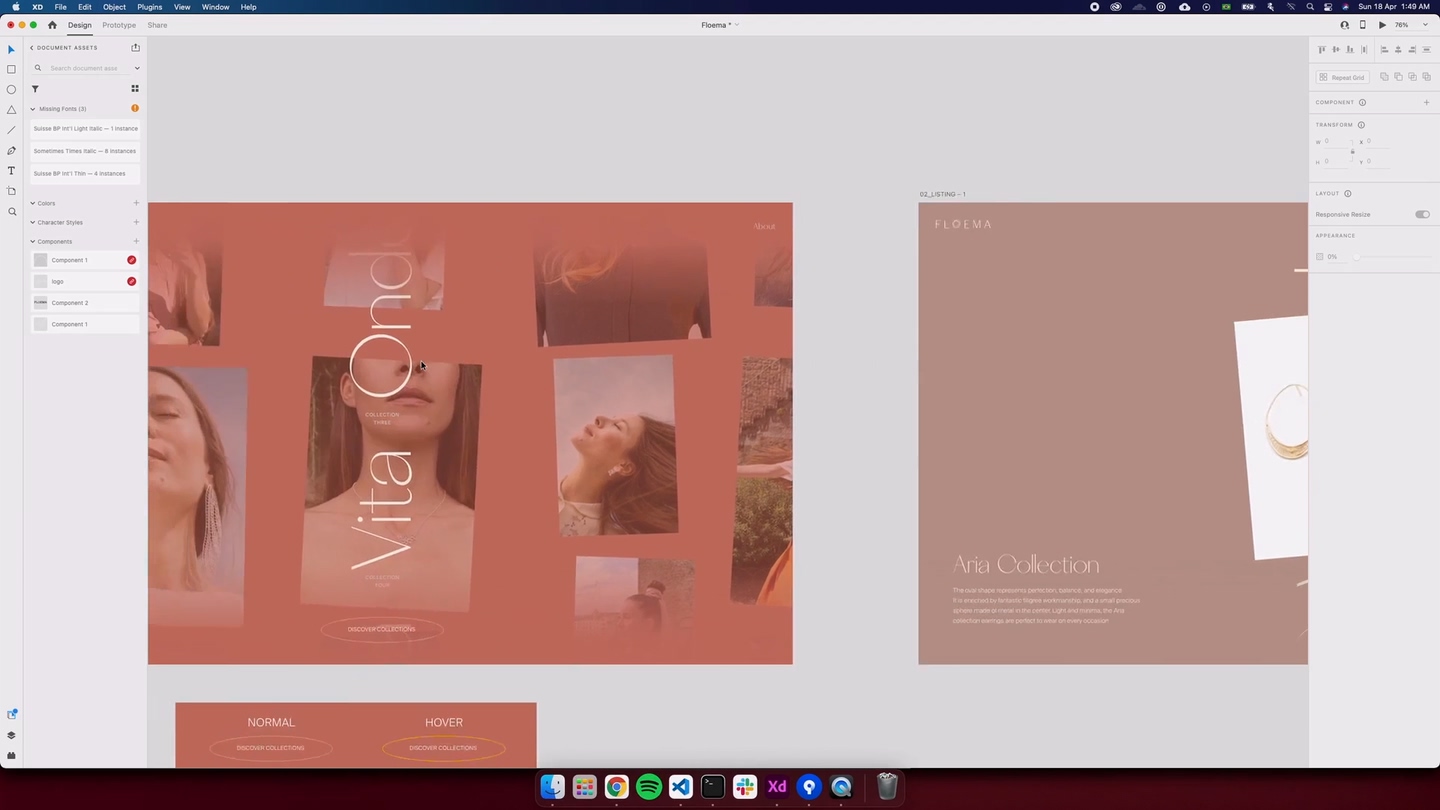 XD File Edit Object Plugins View Window Help
Sun 18 Apr 1:49 AM
Design Prototype Share
Floema *
76%
DOCUMENT ASSETS
Search document asse
Missing Fonts (3)
Suisse BP Int'l Light Italic — 1 instance
Sometimes Times Italic — 6 instances
Suisse BP Int'l Thin — 4 instances
Colors
Character Styles
Components
Component 1
logo
Component 2
Component 1
About
Vita Ond
COLLECTION
THREE
COLLECTION
FOUR
DISCOVER COLLECTIONS
NORMAL
HOVER
DISCOVER COLLECTIONS
DISCOVER COLLECTIONS
02_LISTING – 1
FLOEMA
Aria Collection
The oval shape represents perfection, balance, and elegance.
It is enriched by fantastic filigree workmanship, and a small precious
sphere made of metal in the center. Light and minimal, the Aria
collection earrings are perfect to wear on every occasion.
Repeat Grid
COMPONENT
TRANSFORM
W 0 X 0
H 0 Y 0
LAYOUT
Responsive Resize
APPEARANCE
0%
Xd